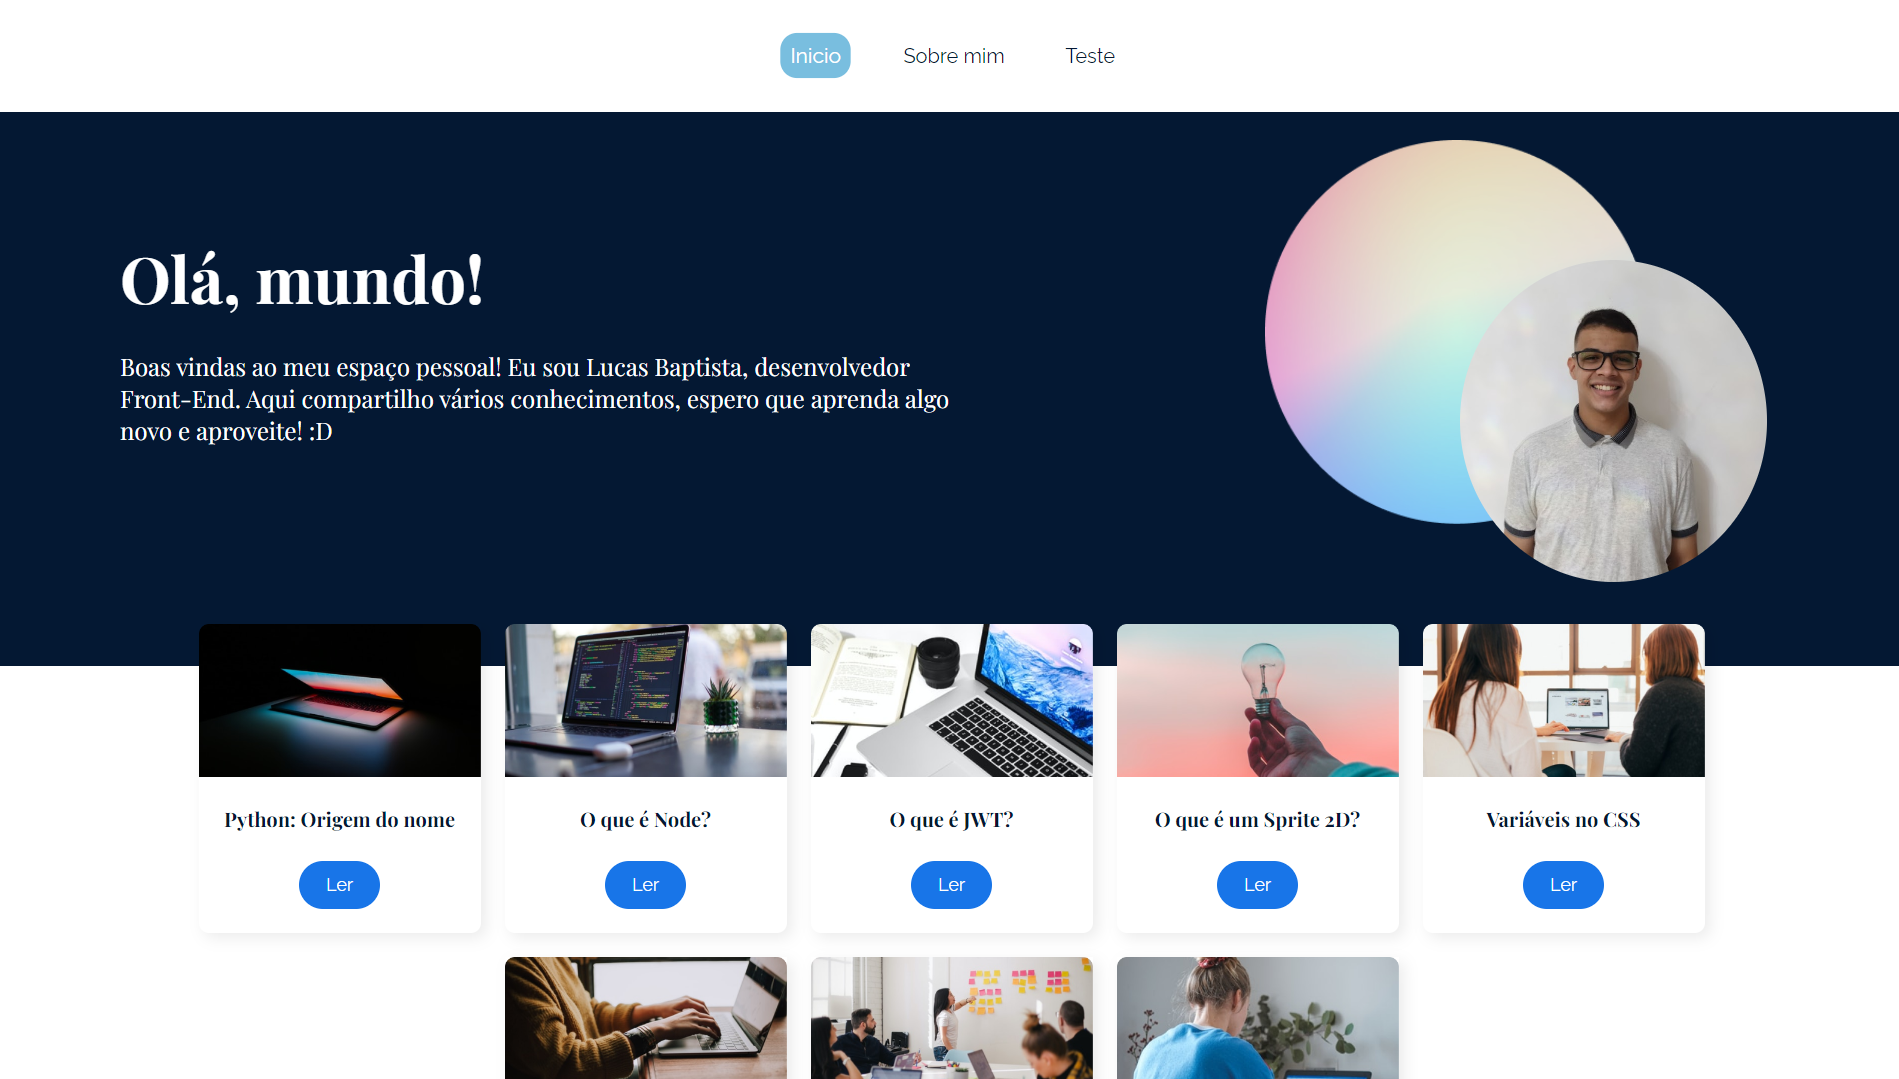 Inicio Sobre mim Teste
Olá, mundo!
Boas vindas ao meu espaço pessoal! Eu sou Lucas Baptista, desenvolvedor
Front-End. Aqui compartilho vários conhecimentos, espero que aprenda algo
novo e aproveite! :D
Python: Origem do nome
Ler
O que é Node?
Ler
O que é JWT?
Ler
O que é um Sprite 2D?
Ler
Variáveis no CSS
Ler